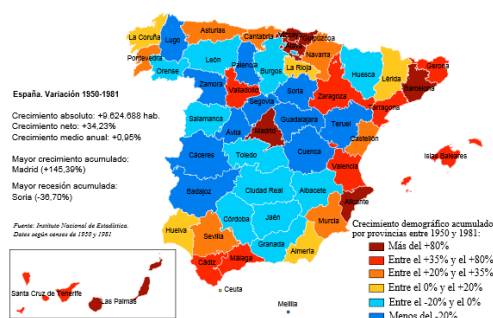 La Coruña
Asturias
Cantabria
Vizcaya
Guipúzcoa
Lugo
Álava
Navarra
Pontevedra
Orense
León
Palencia
Burgos
La Rioja
Huesca
Lérida
Gerona
Barcelona
Zamora
Valladolid
Soria
Zaragoza
Tarragona
España. Variación 1950-1981
Segovia
Crecimiento absoluto: +9.624.688 hab.
Salamanca
Guadalajara
Teruel
Crecimiento neto: +34,23%
Ávila
Madrid
Castellón
Crecimiento medio anual: +0,95%
Toledo
Cáceres
Cuenca
Islas Baleares
Mayor crecimiento acumulado:
Valencia
Madrid (+145,39%)
Badajoz
Ciudad Real
Albacete
Mayor recesión acumulada:
Alicante
Soria (-36,70%)
Córdoba
Jaén
Murcia
Fuente: Instituto Nacional de Estadística.
Datos según censos de 1950 y 1981
Huelva
Sevilla
Granada
Almería
Cádiz
Málaga
Santa Cruz de Tenerife
Las Palmas
Ceuta
Melilla
Crecimiento demográfico acumulado
por provincias entre 1950 y 1981:
Más del +80%
Entre el +35% y el +80%
Entre el +20% y el +35%
Entre el 0% y el +20%
Entre el -20% y el 0%
Menos del -20%